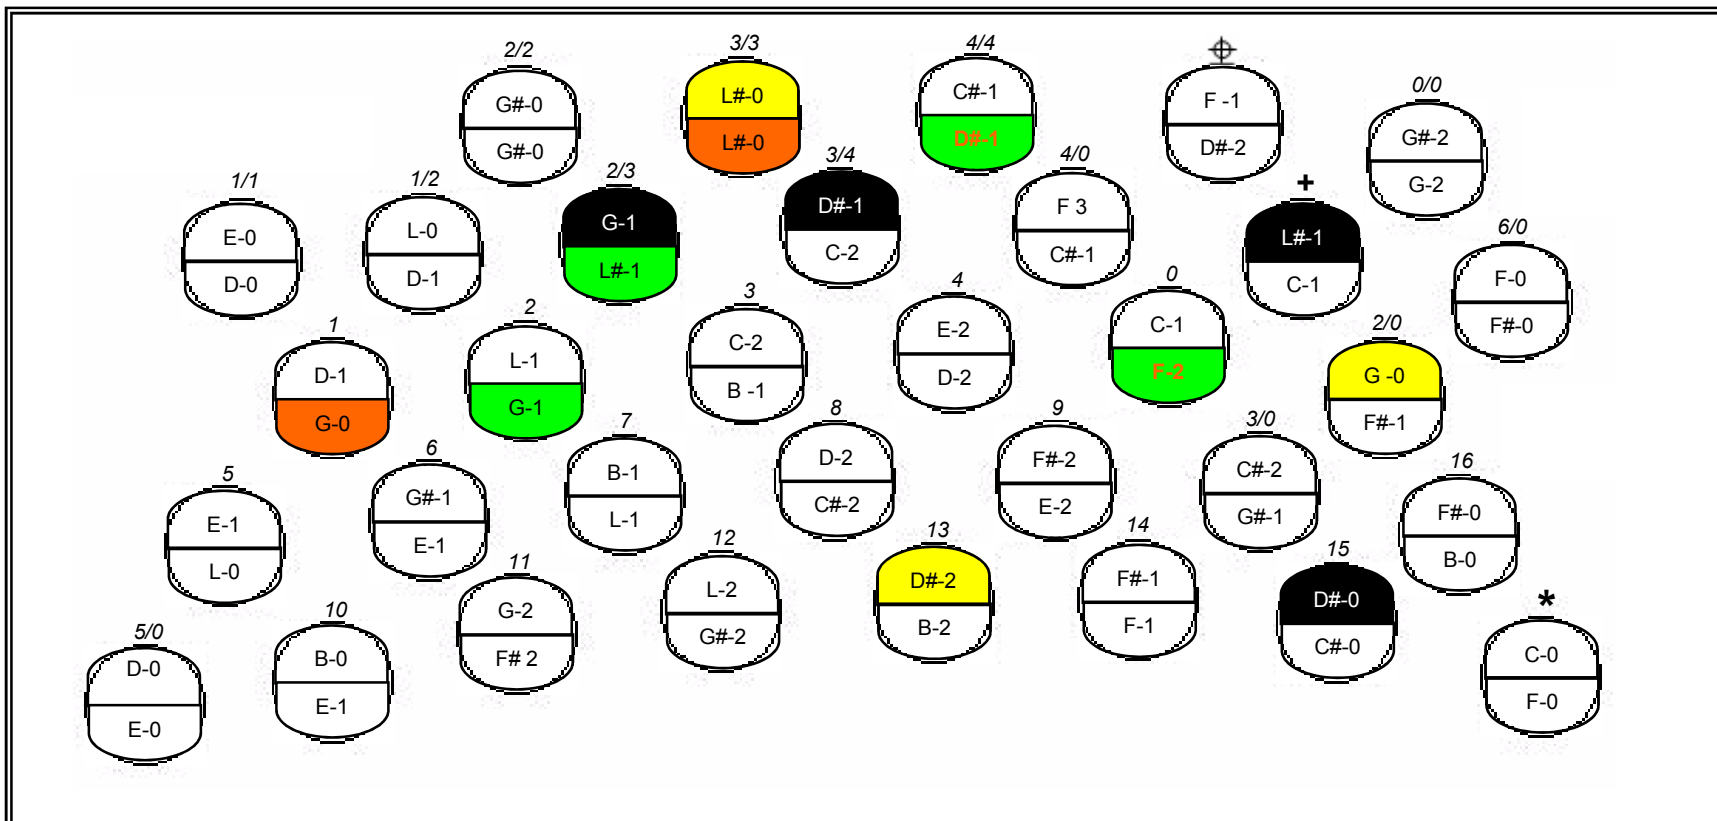 2/2
G#-0
G#-0
3/3
L#-0
L#-0
4/4
C#-1
D#-1
F -1
D#-2
0/0
G#-2
G-2
1/1
E-0
D-0
1/2
L-0
D-1
2/3
G-1
L#-1
3/4
D#-1
C-2
4/0
F 3
C#-1
+
L#-1
C-1
6/0
F-0
F#-0
1
D-1
G-0
2
L-1
G-1
3
C-2
B -1
4
E-2
D-2
0
C-1
F-2
2/0
G -0
F#-1
5
E-1
L-0
6
G#-1
E-1
7
B-1
L-1
8
D-2
C#-2
9
F#-2
E-2
3/0
C#-2
G#-1
16
F#-0
B-0
5/0
D-0
E-0
10
B-0
E-1
11
G-2
F# 2
12
L-2
G#-2
13
D#-2
B-2
14
F#-1
F-1
15
D#-0
C#-0
*
C-0
F-0